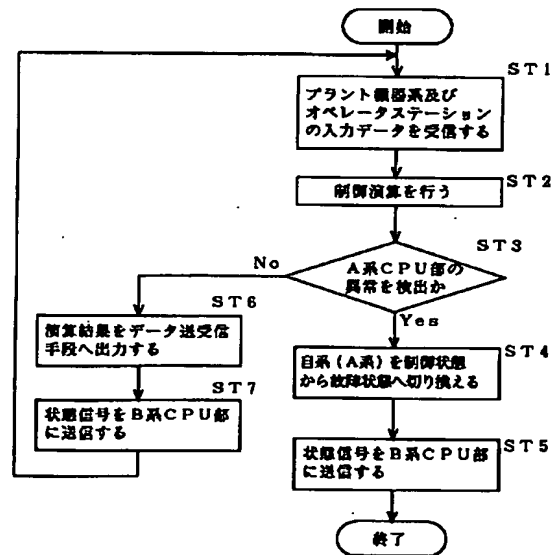 開始
ST1
プラント機器系及び
オペレータステーション
の入力データを受信する
ST2
制御演算を行う
ST3
A系CPU部の
異常を検出か
No
Yes
ST6
演算結果をデータ送受信
手段へ出力する
ST7
状態信号をB系CPU部
に送信する
ST4
自系(A系)を制御状態
から故障状態へ切り換える
ST5
状態信号をB系CPU部
に送信する
終了